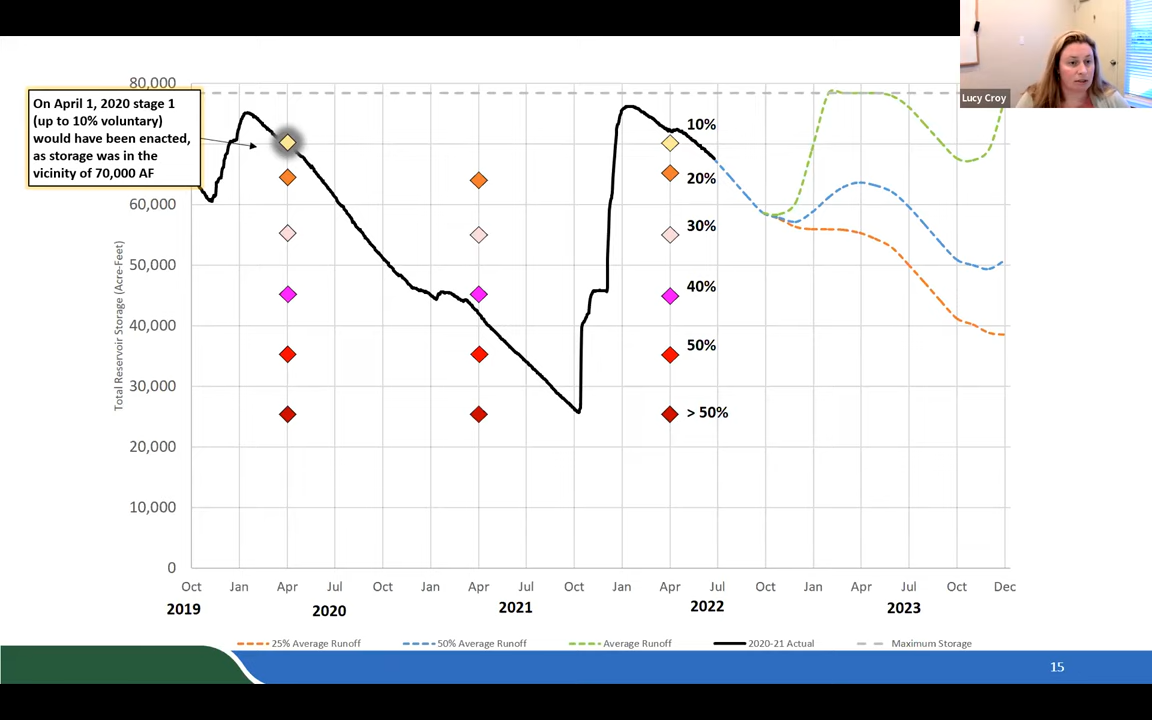 Lucy Croy
80,000
On April 1, 2020 stage 1
(up to 10% voluntary)
would have been enacted,
as storage was in the
vicinity of 70,000 AF
60,000
50,000
40,000
30,000
20,000
10,000
0
Total Reservoir Storage (Acre-Feet)
10%
20%
30%
40%
50%
> 50%
Oct Jan Apr Jul Oct Jan Apr Jul Oct Jan Apr Jul Oct Jan Apr Jul Oct Dec
2019 2020 2021 2022 2023
25% Average Runoff 50% Average Runoff Average Runoff 2020-21 Actual Maximum Storage
15